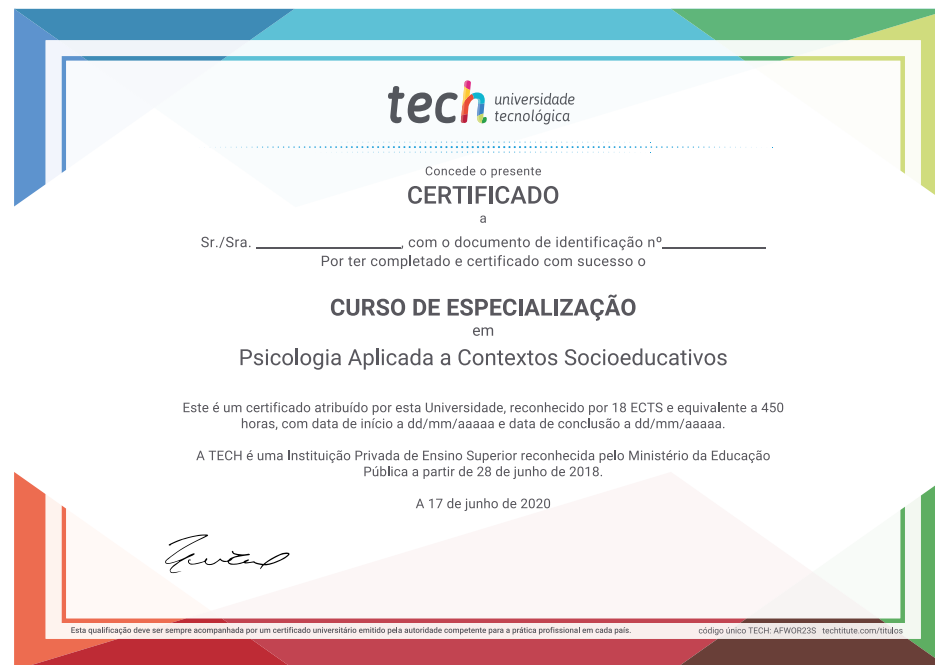 tech universidade
tecnológica
Concede o presente
CERTIFICADO
a
Sr./Sra. ____________________, com o documento de identificação nº______________
Por ter completado e certificado com sucesso o
CURSO DE ESPECIALIZAÇÃO
em
Psicologia Aplicada a Contextos Socioeducativos
Este é um certificado atribuído por esta Universidade, reconhecido por 18 ECTS e equivalente a 450
horas, com data de início a dd/mm/aaaaa e data de conclusão a dd/mm/aaaaa.
A TECH é uma Instituição Privada de Ensino Superior reconhecida pelo Ministério da Educação
Pública a partir de 28 de junho de 2018.
A 17 de junho de 2020
Esta qualificação deve ser sempre acompanhada por um certificado universitário emitido pela autoridade competente para a prática profissional em cada país. código único TECH: AFWOR23S techtitute.com/titulos